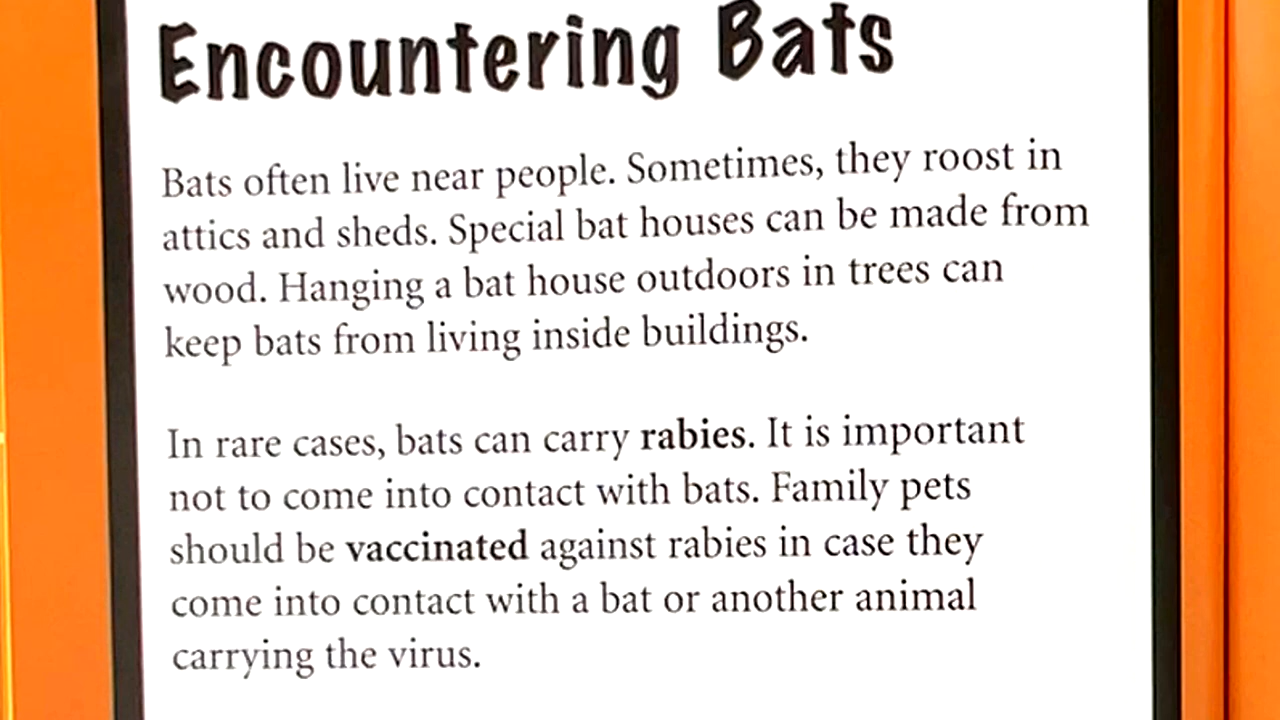 Encountering Bats
Bats often live near people. Sometimes, they roost in
attics and sheds. Special bat houses can be made from
wood. Hanging a bat house outdoors in trees can
keep bats from living inside buildings.
In rare cases, bats can carry rabies. It is important
not to come into contact with bats. Family pets
should be vaccinated against rabies in case they
come into contact with a bat or another animal
carrying the virus.